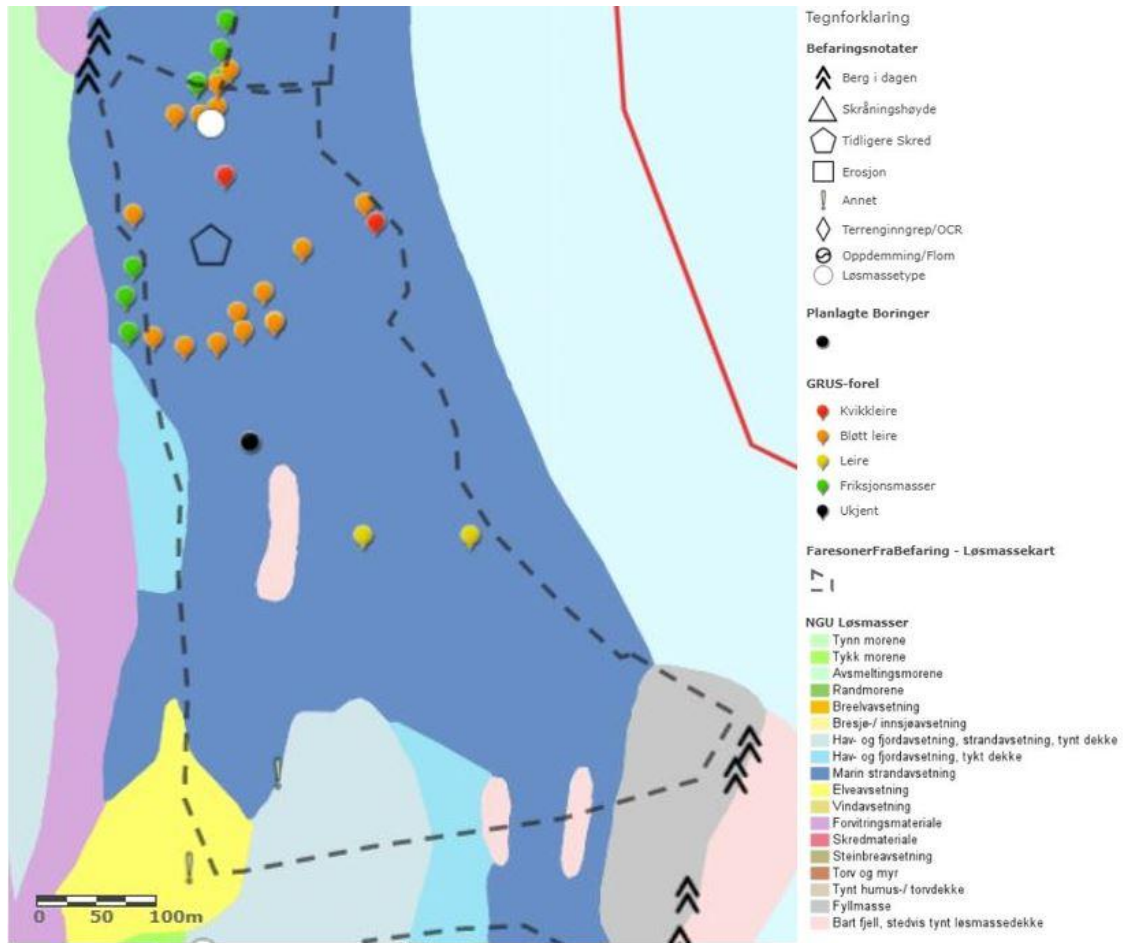 Tegnforklaring
Befaringsnotater
Berg i dagen
Skråningshøyde
Tidligere Skred
Erosjon
Annet
Terrenginngrep/OCR
Oppdemming/Flom
Løsmassetype
Planlagte Boringer
GRUS-forel
Kvikkleire
Bløtt leire
Leire
Friksjonsmasser
Ukjent
FaresonerFraBefaring - Løsmassekart
NGU Løsmasser
Tynn morene
Tykk morene
Avsmeltingsmorene
Randmorene
Breelvavsetning
Bresjø-/ innsjøavsetning
Hav- og fjordavsetning, strandavsetning, tynt dekke
Hav- og fjordavsetning, tykt dekke
Marin strandavsetning
Elveavsetning
Vindavsetning
Forvitringsmateriale
Skredmateriale
Steinbreavsetning
Torv og myr
Tynt humus-/ torvdekke
Fyllmasse
Bart fjell, stedvis tynt løsmassedekke
0 50 100m